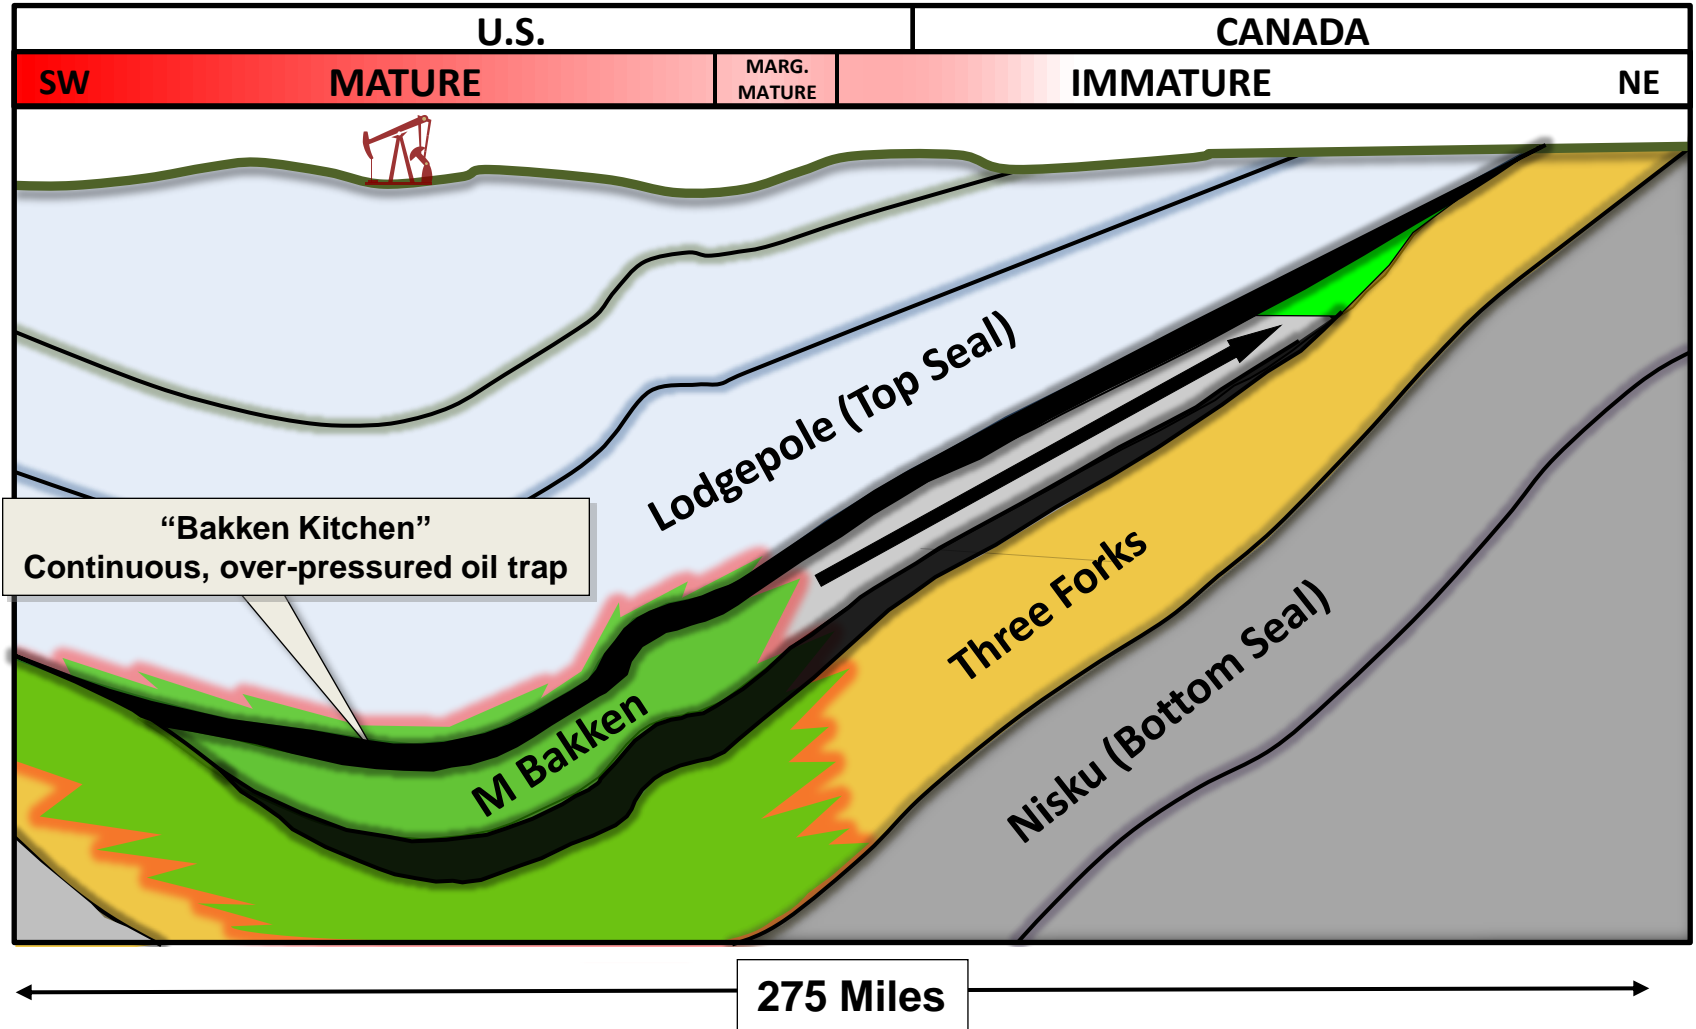 U.S.
CANADA
SW
MATURE
MARG.
MATURE
IMMATURE
NE
Lodgepole (Top Seal)
“Bakken Kitchen”
Continuous, over-pressured oil trap
M Bakken
Three Forks
Nisku (Bottom Seal)
275 Miles